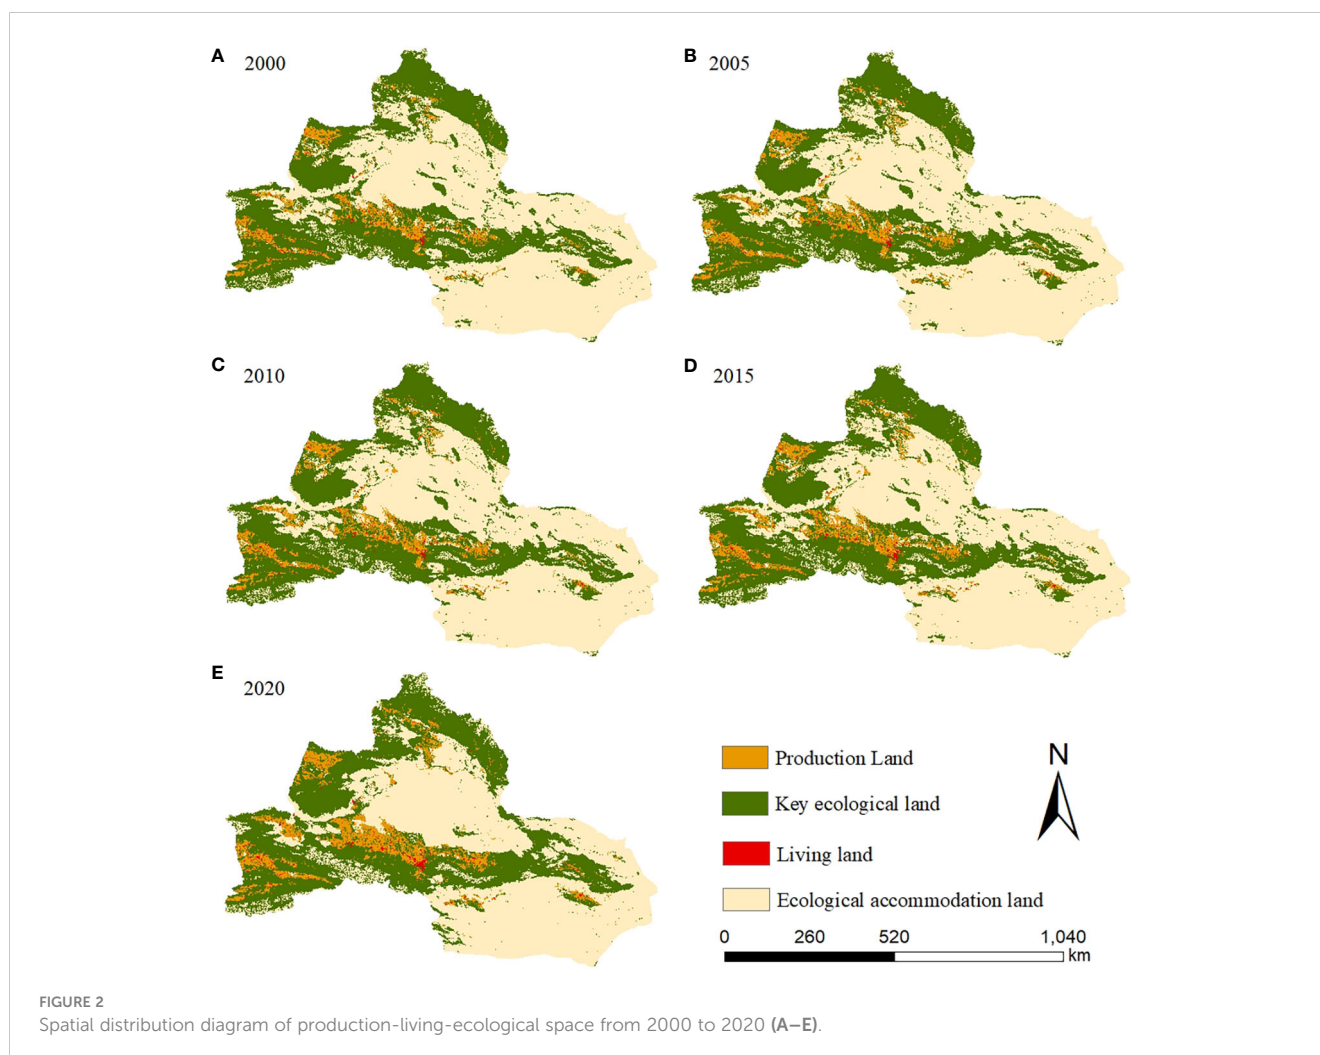 A 2000
B 2005
C 2010
D 2015
E 2020
Production Land
Key ecological land
Living land
Ecological accommodation land
N
0 260 520 1,040
km
FIGURE 2
Spatial distribution diagram of production-living-ecological space from 2000 to 2020 (A–E).